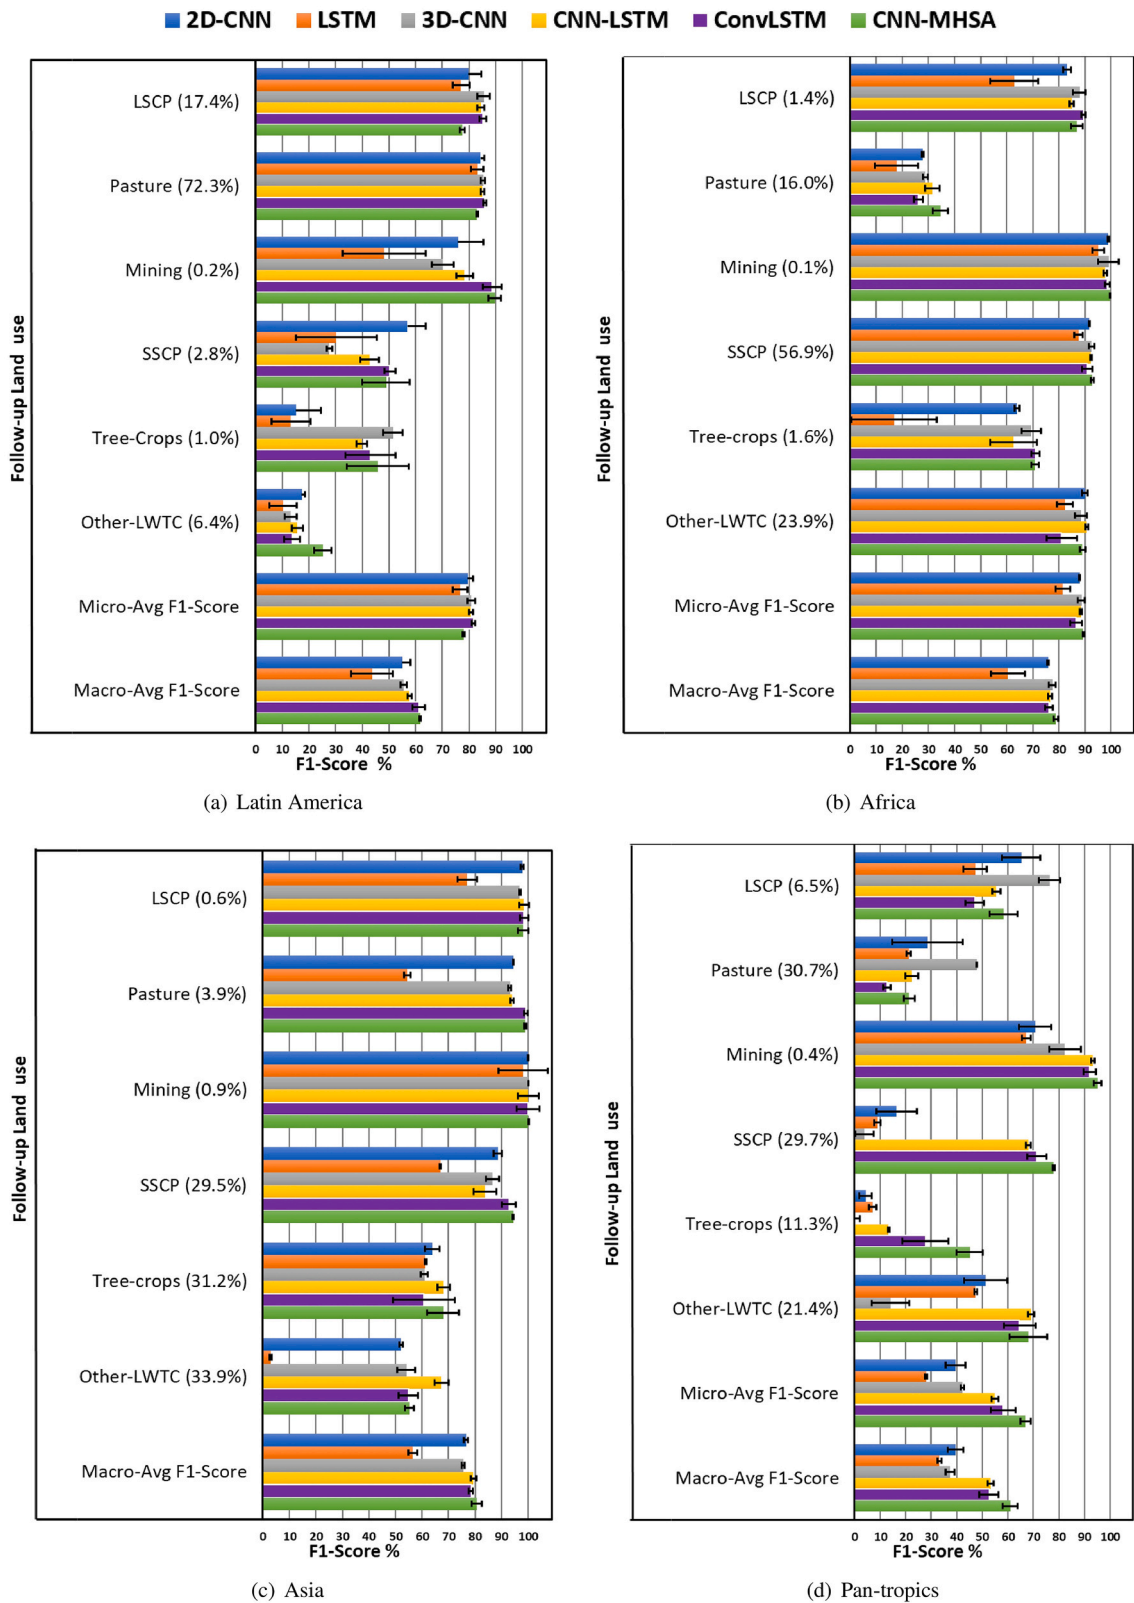 2D-CNN LSTM 3D-CNN CNN-LSTM ConvLSTM CNN-MHSA
Follow-up Land use
LSCP (17.4%)
Pasture (72.3%)
Mining (0.2%)
SSCP (2.8%)
Tree-Crops (1.0%)
Other-LWTC (6.4%)
Micro-Avg F1-Score
Macro-Avg F1-Score
0 10 20 30 40 50 60 70 80 90 100
F1-Score %
(a) Latin America
Follow-up Land use
LSCP (1.4%)
Pasture (16.0%)
Mining (0.1%)
SSCP (56.9%)
Tree-crops (1.6%)
Other-LWTC (23.9%)
Micro-Avg F1-Score
Macro-Avg F1-Score
0 10 20 30 40 50 60 70 80 90 100
F1-Score %
(b) Africa
Follow-up Land use
LSCP (0.6%)
Pasture (3.9%)
Mining (0.9%)
SSCP (29.5%)
Tree-crops (31.2%)
Other-LWTC (33.9%)
Macro-Avg F1-Score
0 10 20 30 40 50 60 70 80 90 100
F1-Score %
(c) Asia
Follow-up Land use
LSCP (6.5%)
Pasture (30.7%)
Mining (0.4%)
SSCP (29.7%)
Tree-crops (11.3%)
Other-LWTC (21.4%)
Micro-Avg F1-Score
Macro-Avg F1-Score
0 10 20 30 40 50 60 70 80 90 100
F1-Score %
(d) Pan-tropics